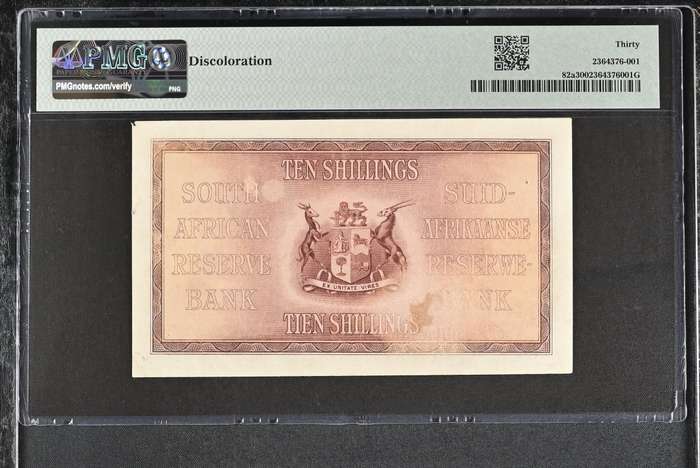 PMG
Discoloration
PMGnotes.com/verify
PNG
Thirty
2364376-001
82a3002364376001G
TEN SHILLINGS
SOUTH
AFRICAN
RESERVE
BANK
SUID-
AFRIKAANSE
RESERWE-
BANK
EX UNITATE VIRES
TIEN SHILLINGS